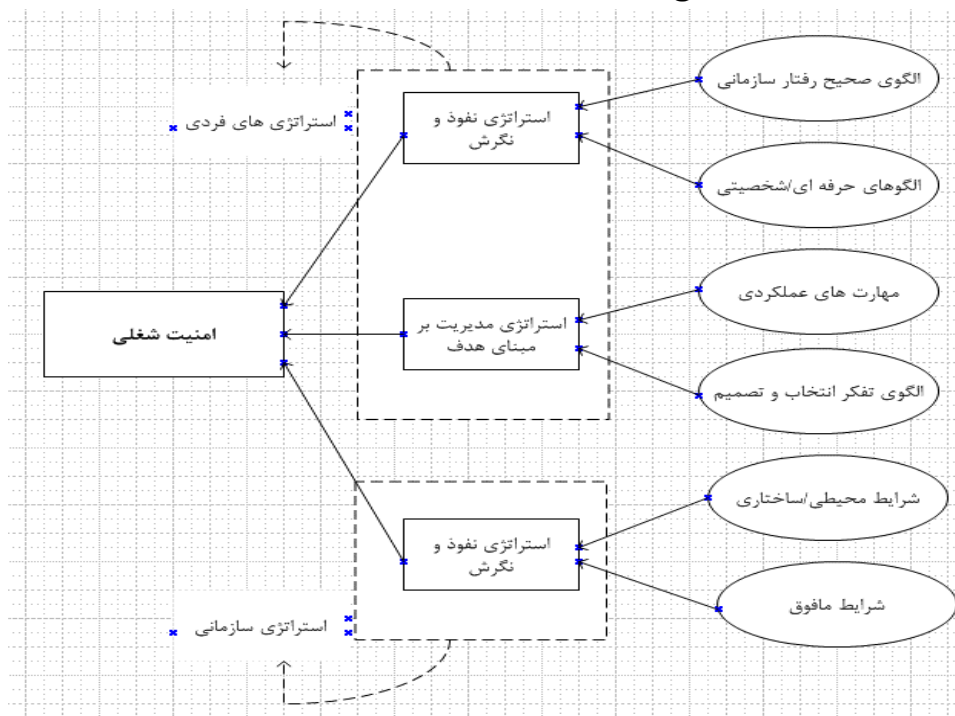 الگوی صحیح رفتار سازمانی
استراتژی نفوذ و
نگرش
استراتژی های فردی
الگوهای حرفه ای/شخصیتی
مهارت های عملکردی
استراتژی مدیریت بر
مبنای هدف
امنیت شغلی
الگوی تفکر انتخاب و تصمیم
شرایط محیطی/ساختاری
استراتژی نفوذ و
نگرش
شرایط مافوق
استراتژی سازمانی